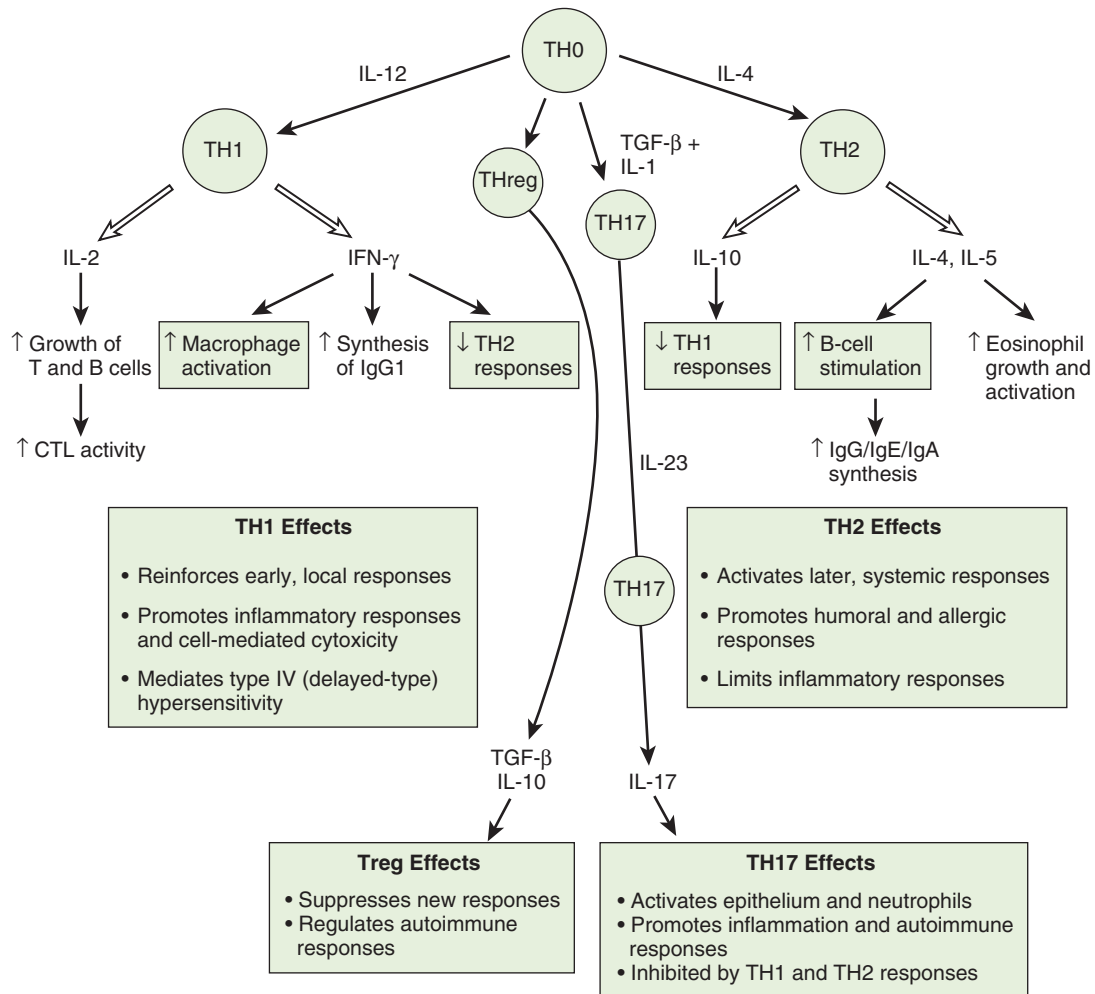 TH0
IL-12
IL-4
TH1
THreg
TGF-β +
IL-1
TH17
TH2
IL-2
IFN-γ
IL-10
IL-4, IL-5
↑ Growth of
T and B cells
↑ Macrophage
activation
↑ Synthesis
of IgG1
↓ TH2
responses
↓ TH1
responses
↑ B-cell
stimulation
↑ Eosinophil
growth and
activation
↑ CTL activity
↑ IgG/IgE/IgA
synthesis
IL-23
TH1 Effects
• Reinforces early, local responses
• Promotes inflammatory responses
and cell-mediated cytoxicity
• Mediates type IV (delayed-type)
hypersensitivity
TH17
TH2 Effects
• Activates later, systemic responses
• Promotes humoral and allergic
responses
• Limits inflammatory responses
TGF-β
IL-10
IL-17
Treg Effects
• Suppresses new responses
• Regulates autoimmune
responses
TH17 Effects
• Activates epithelium and neutrophils
• Promotes inflammation and autoimmune
responses
• Inhibited by TH1 and TH2 responses